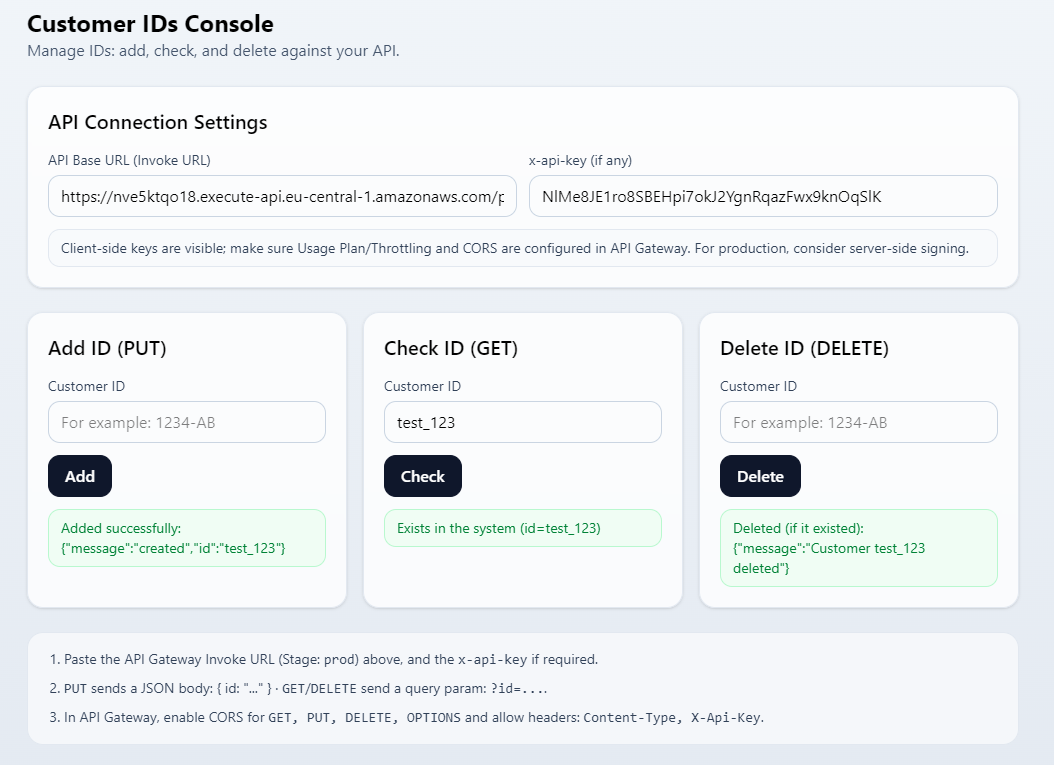 Customer IDs Console
Manage IDs: add, check, and delete against your API.
API Connection Settings
API Base URL (Invoke URL)
https://nve5ktqo18.execute-api.eu-central-1.amazonaws.com/p
x-api-key (if any)
NlMe8JE1ro8SBEHpi7okJ2YgnRqazFwx9knOqSlK
Client-side keys are visible; make sure Usage Plan/Throttling and CORS are configured in API Gateway. For production, consider server-side signing.
Add ID (PUT)
Customer ID
For example: 1234-AB
Add
Added successfully:
{"message":"created","id":"test_123"}
Check ID (GET)
Customer ID
test_123
Check
Exists in the system (id=test_123)
Delete ID (DELETE)
Customer ID
For example: 1234-AB
Delete
Deleted (if it existed):
{"message":"Customer test_123
deleted"}
1. Paste the API Gateway Invoke URL (Stage: prod) above, and the x-api-key if required.
2. PUT sends a JSON body: { id: "..." } · GET/DELETE send a query param: ?id=....
3. In API Gateway, enable CORS for GET, PUT, DELETE, OPTIONS and allow headers: Content-Type, X-Api-Key.